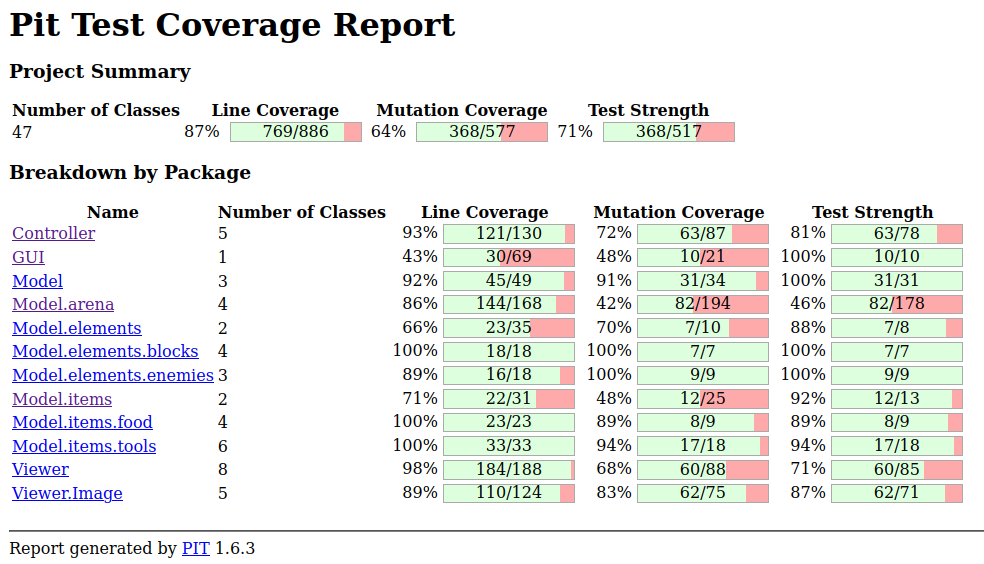 Pit Test Coverage Report
Project Summary
Number of Classes Line Coverage Mutation Coverage Test Strength
47 87% 769/886 64% 368/577 71% 368/517
Breakdown by Package
Name Number of Classes Line Coverage Mutation Coverage Test Strength
Controller 5 93% 121/130 72% 63/87 81% 63/78
GUI 1 43% 30/69 48% 10/21 100% 10/10
Model 3 92% 45/49 91% 31/34 100% 31/31
Model.arena 4 86% 144/168 42% 82/194 46% 82/178
Model.elements 2 66% 23/35 70% 7/10 88% 7/8
Model.elements.blocks 4 100% 18/18 100% 7/7 100% 7/7
Model.elements.enemies 3 89% 16/18 100% 9/9 100% 9/9
Model.items 2 71% 22/31 48% 12/25 92% 12/13
Model.items.food 4 100% 23/23 89% 8/9 89% 8/9
Model.items.tools 6 100% 33/33 94% 17/18 94% 17/18
Viewer 8 98% 184/188 68% 60/88 71% 60/85
Viewer.Image 5 89% 110/124 83% 62/75 87% 62/71
Report generated by PIT 1.6.3